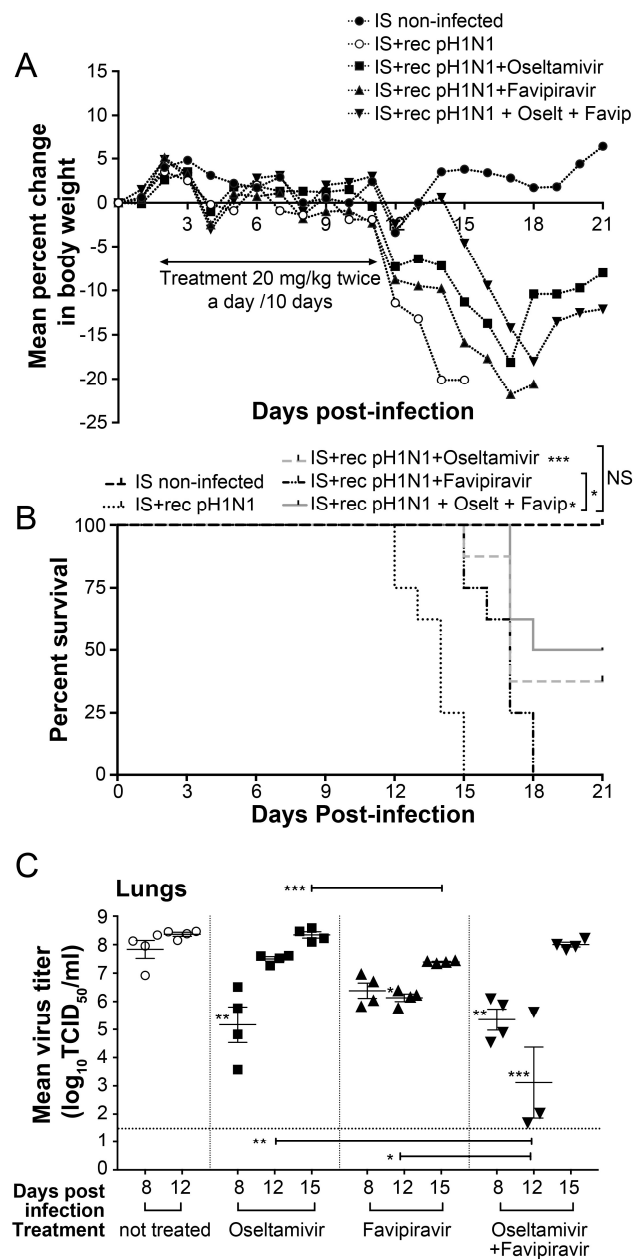 A
IS non-infected
IS+rec pH1N1
IS+rec pH1N1+Oseltamivir
IS+rec pH1N1+Favipiravir
IS+rec pH1N1 + Oselt + Favip
Mean percent change
in body weight
15
10
5
0
-5
-10
-15
-20
-25
3 6 9 12 15 18 21
Treatment 20 mg/kg twice
a day /10 days
Days post-infection
B
IS non-infected
IS+rec pH1N1
IS+rec pH1N1+Oseltamivir ***
IS+rec pH1N1+Favipiravir
IS+rec pH1N1 + Oselt + Favip*
* NS
Percent survival
100
75
50
25
0
0 3 6 9 12 15 18 21
Days Post-infection
C
Lungs
***
Mean virus titer
(log10TCID50/ml)
9
8
7
6
5
4
3
2
1
0
**
*
**
***
**
*
Days post
infection
8 12 8 12 15 8 12 15 8 12 15
Treatment
not treated Oseltamivir Favipiravir Oseltamivir
+Favipiravir